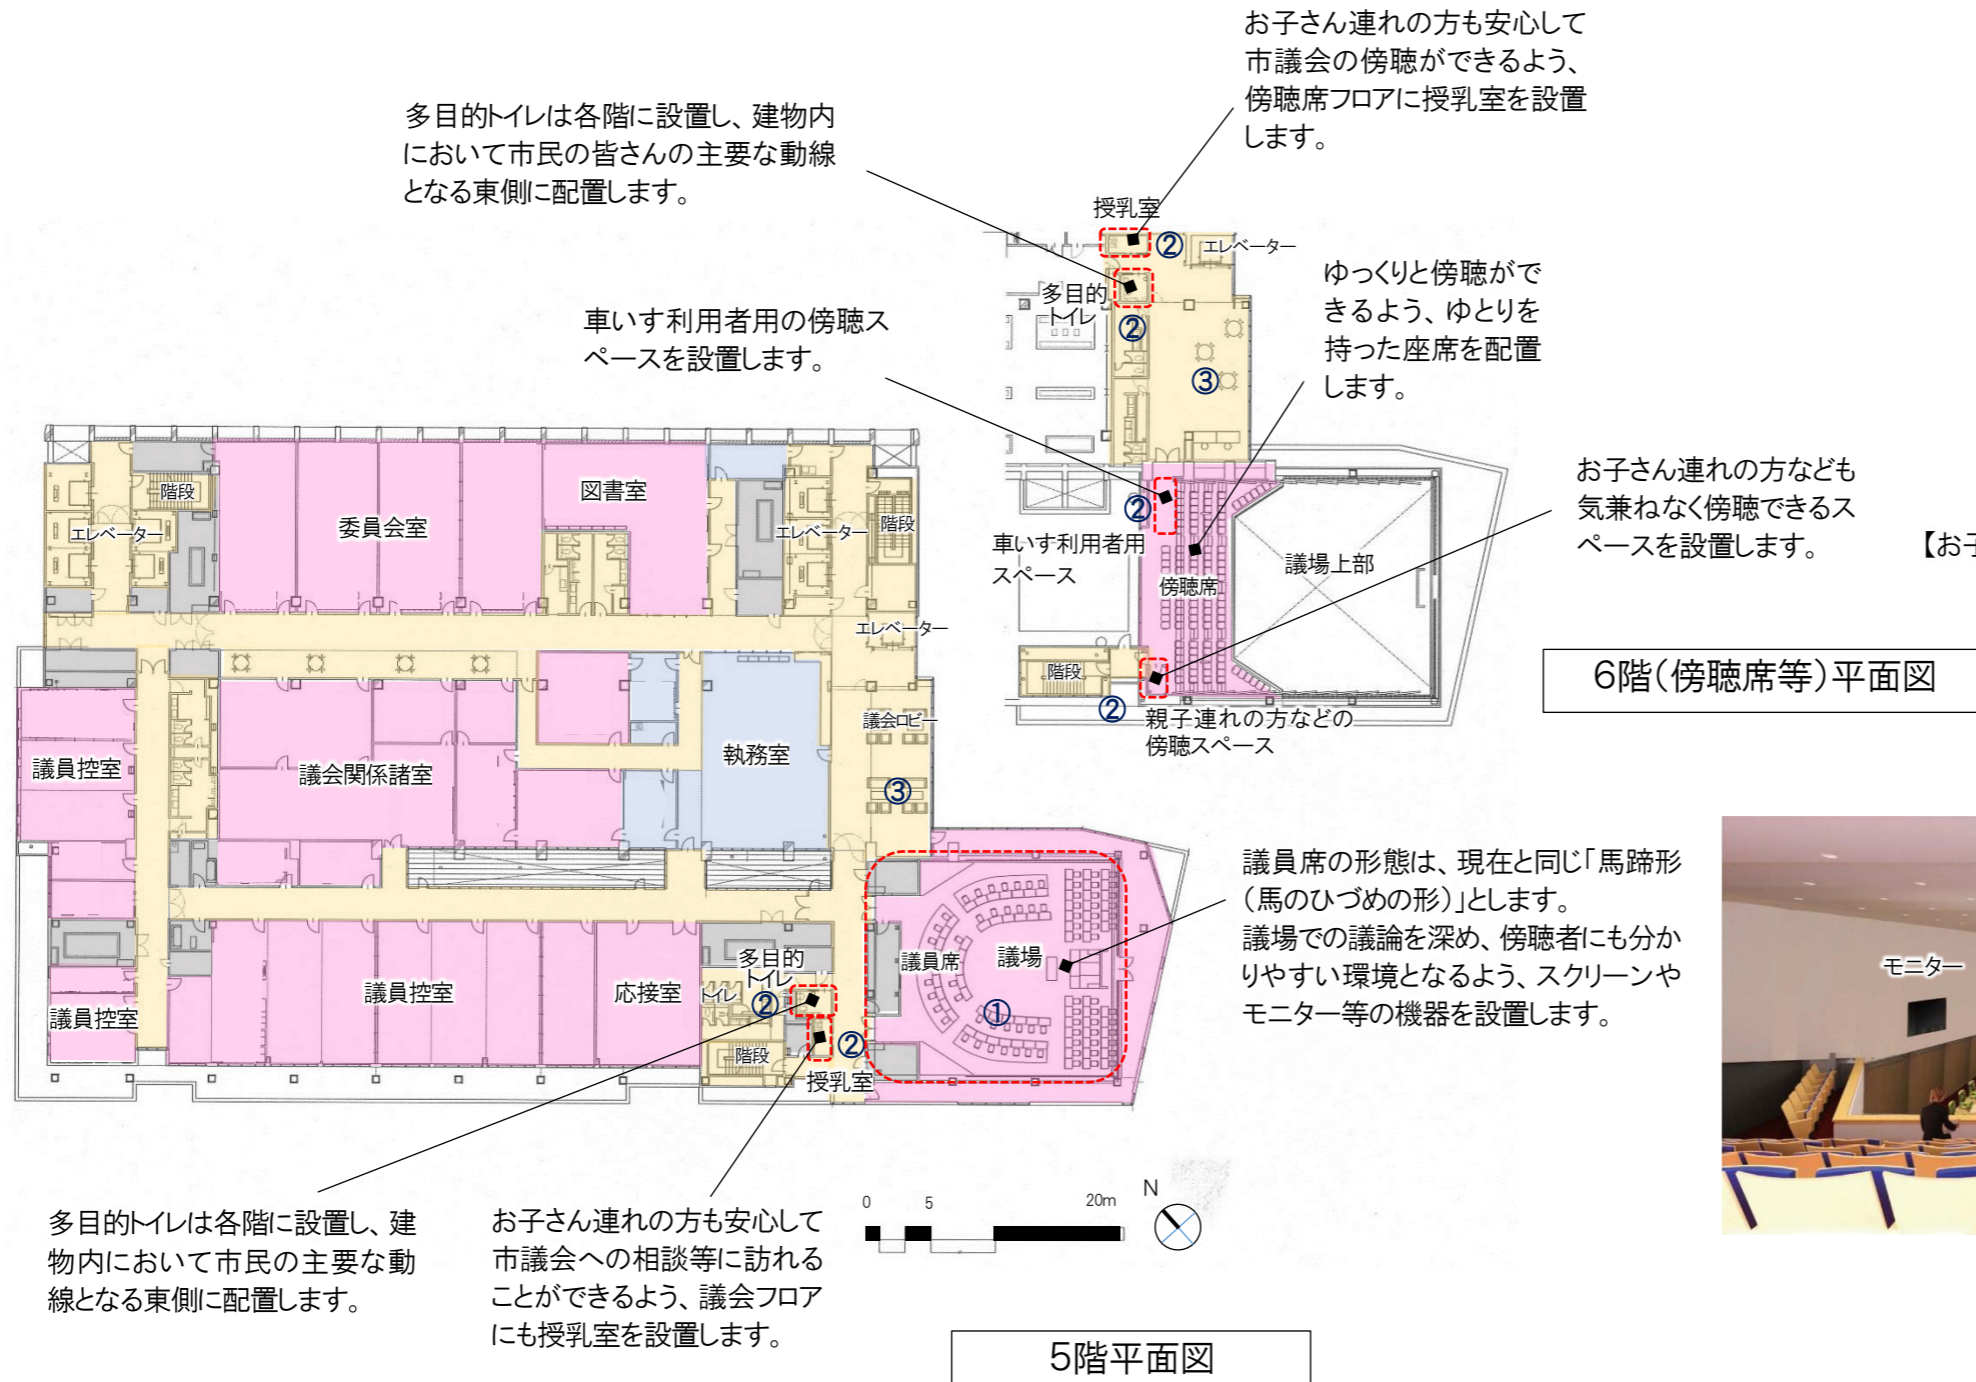 お子さん連れの方も安心して
市議会の傍聴ができるよう、
傍聴席フロアに授乳室を設置
します。
多目的トイレは各階に設置し、建物内
において市民の皆さんの主要な動線
となる東側に配置します。
授乳室
②
エレベーター
多目的
トイレ
②
③
ゆっくりと傍聴がで
きるよう、ゆとりを
持った座席を配置
します。
車いす利用者用の傍聴ス
ペースを設置します。
②
車いす利用者用
スペース
傍聴席
議場上部
お子さん連れの方なども
気兼ねなく傍聴できるス
ペースを設置します。
【お子
階段
②
親子連れの方などの
傍聴スペース
6階(傍聴席等)平面図
階段
エレベーター
委員会室
図書室
エレベーター
階段
エレベーター
議会ロビー
執務室
③
議員控室
議会関係諸室
議員席の形態は、現在と同じ「馬蹄形
(馬のひづめの形)」とします。
議場での議論を深め、傍聴者にも分か
りやすい環境となるよう、スクリーンや
モニター等の機器を設置します。
モニター
議員席
議場
①
多目的
トイレ
トイレ
②
議員控室
議員控室
応接室
階段
②
授乳室
多目的トイレは各階に設置し、建
物内において市民の主要な動
線となる東側に配置します。
お子さん連れの方も安心して
市議会への相談等に訪れる
ことができるよう、議会フロア
にも授乳室を設置します。
0 5 20m
N
5階平面図